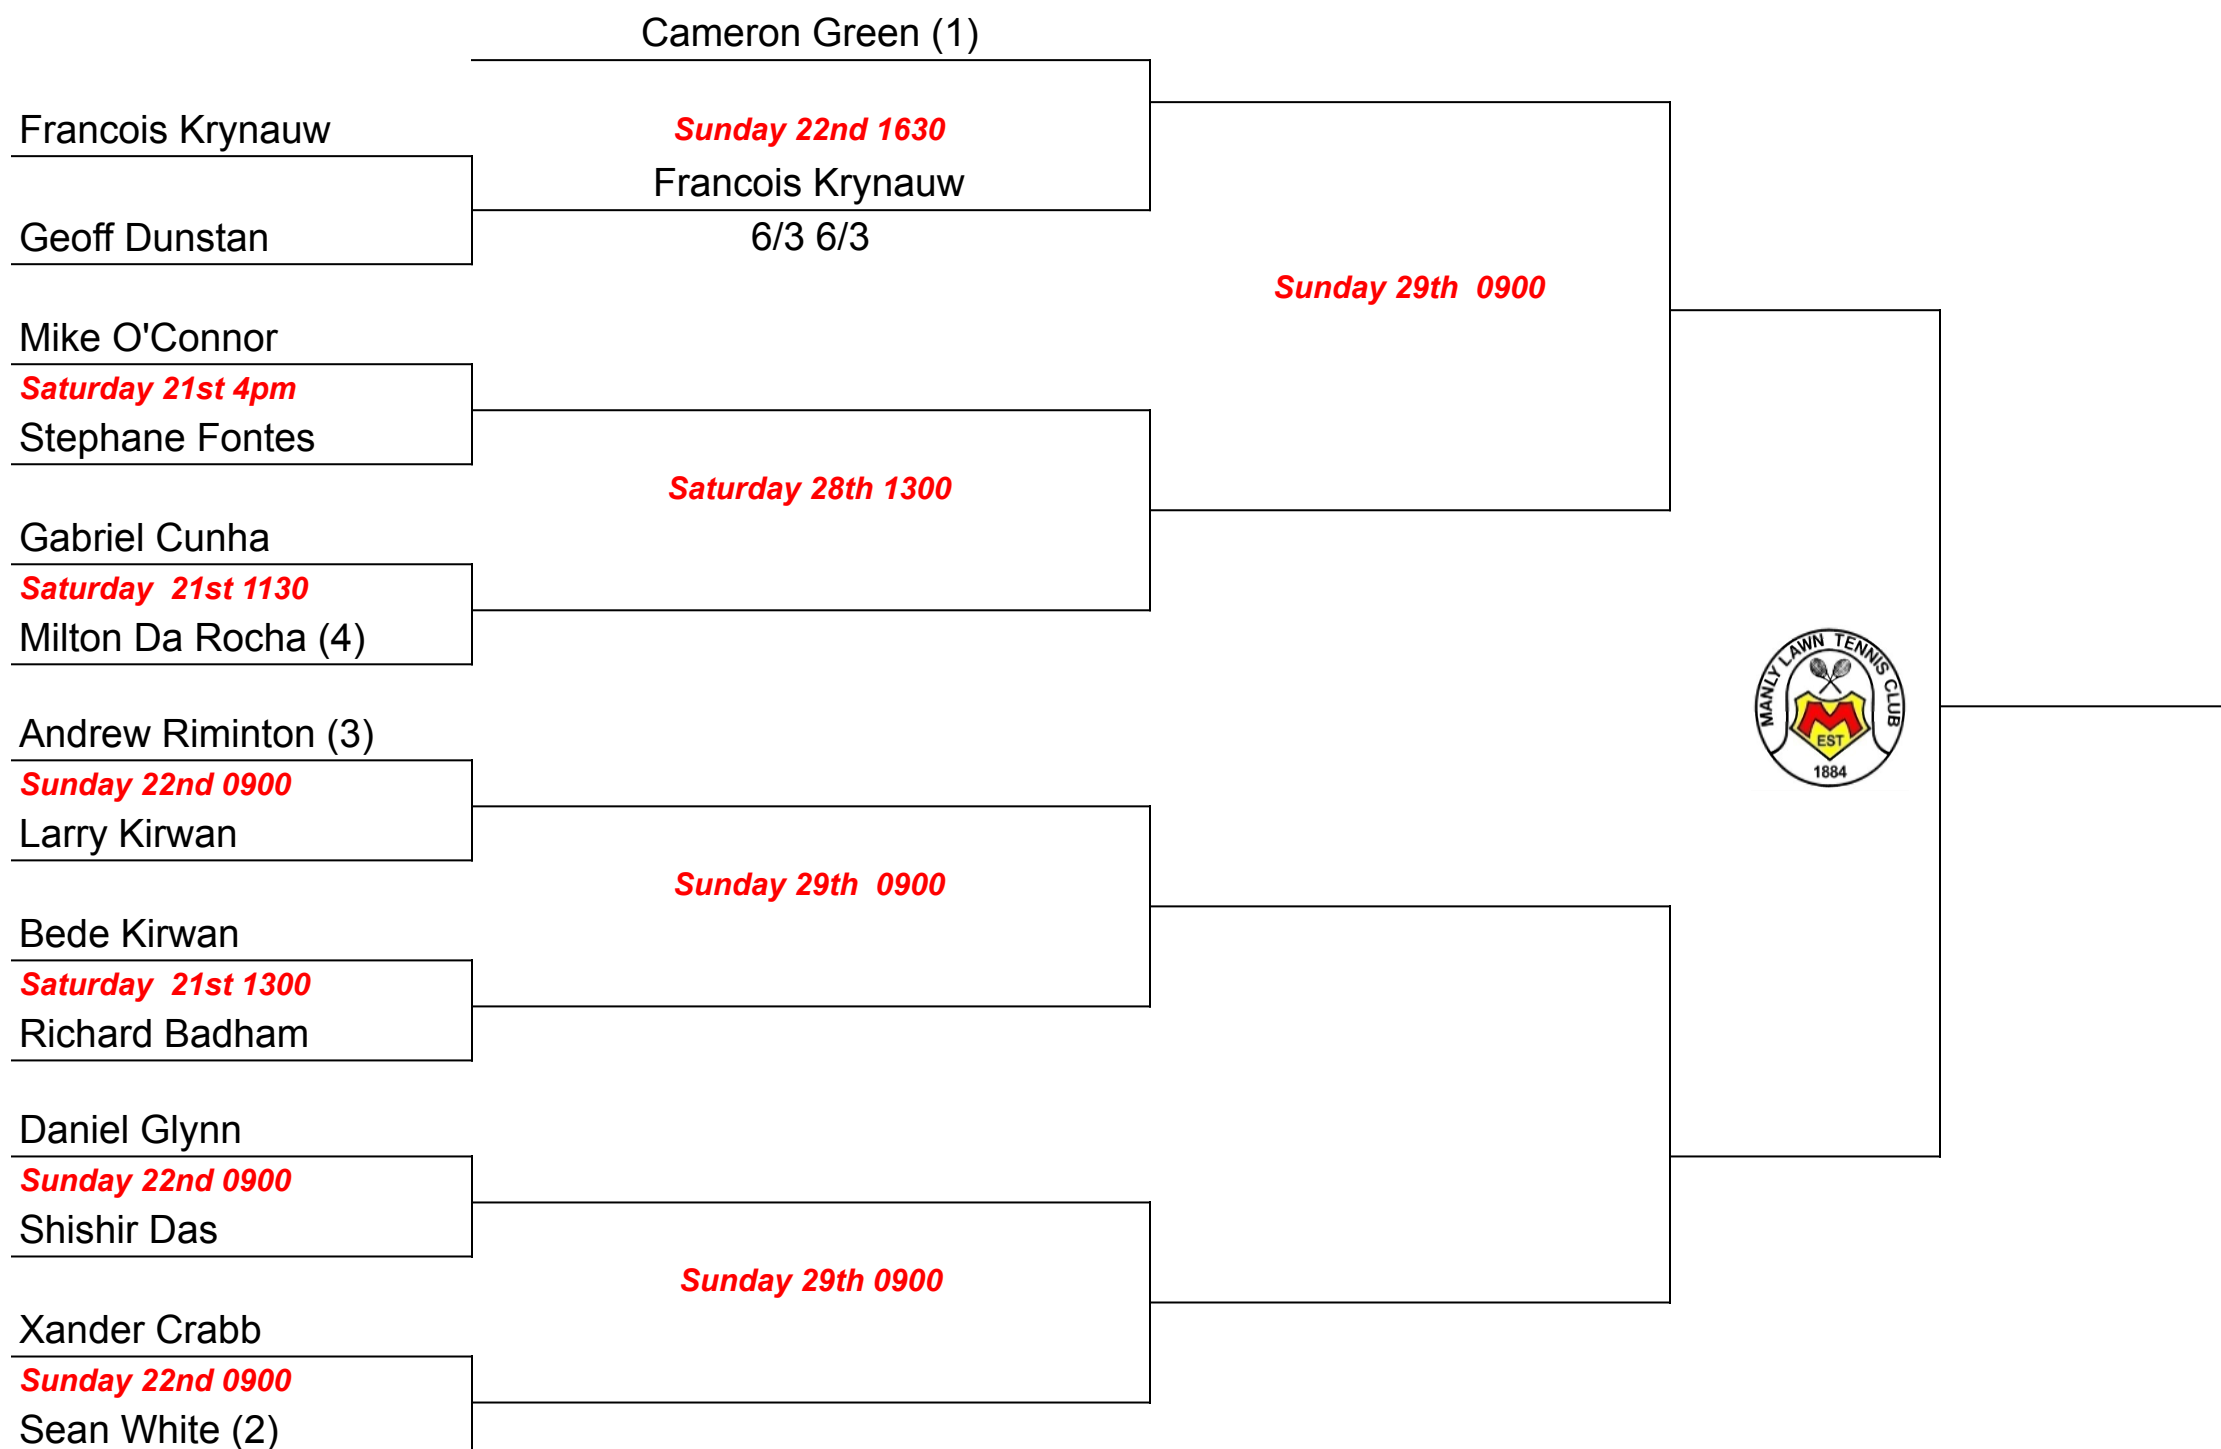 Cameron Green (1)
Francois Krynauw
Sunday 22nd 1630
Francois Krynauw
Geoff Dunstan
6/3 6/3
Sunday 29th 0900
Mike O'Connor
Saturday 21st 4pm
Stephane Fontes
Saturday 28th 1300
Gabriel Cunha
Saturday 21st 1130
Milton Da Rocha (4)
MANLY LAWN TENNIS CLUB
M
EST
1884
Andrew Riminton (3)
Sunday 22nd 0900
Larry Kirwan
Sunday 29th 0900
Bede Kirwan
Saturday 21st 1300
Richard Badham
Daniel Glynn
Sunday 22nd 0900
Shishir Das
Sunday 29th 0900
Xander Crabb
Sunday 22nd 0900
Sean White (2)